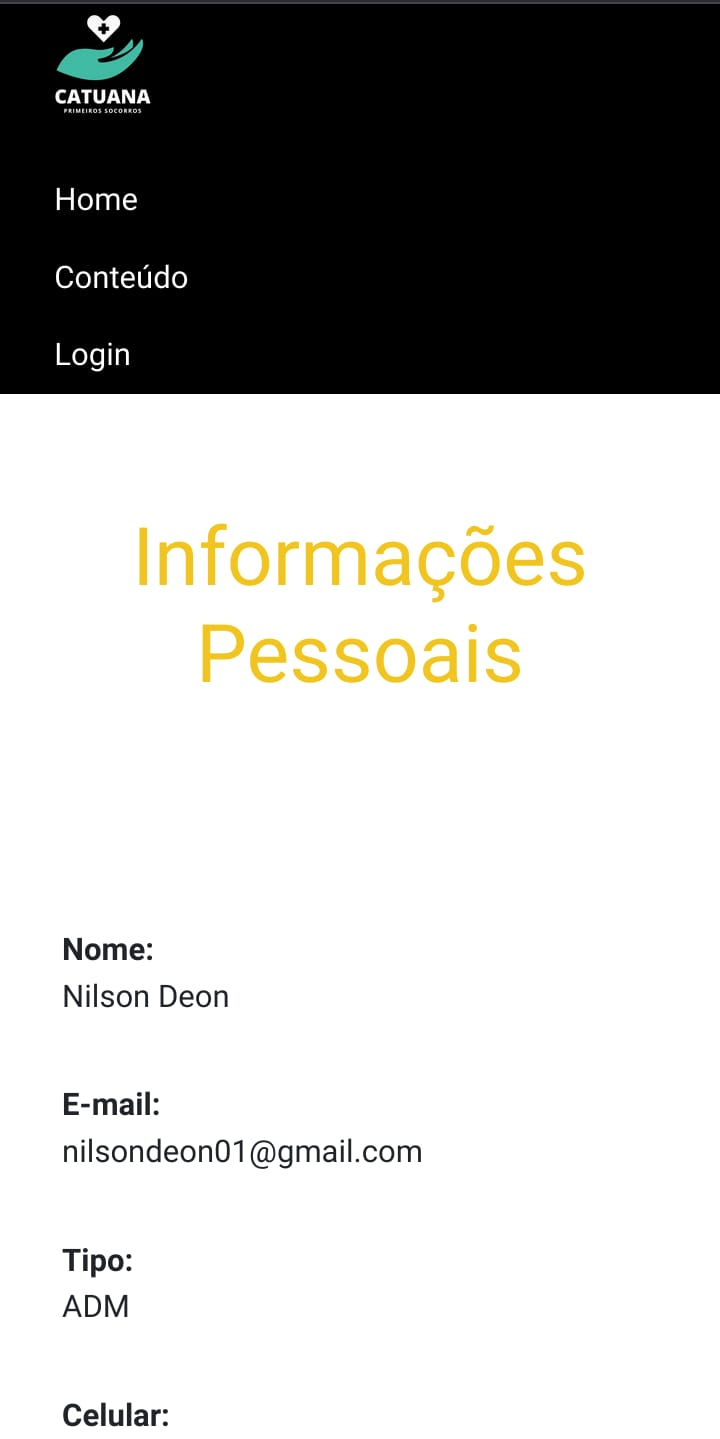 CATUANA
PRIMEIROS SOCORROS
Home
Conteúdo
Login
Informações
Pessoais
Nome:
Nilson Deon
E-mail:
nilsondeon01@gmail.com
Tipo:
ADM
Celular: